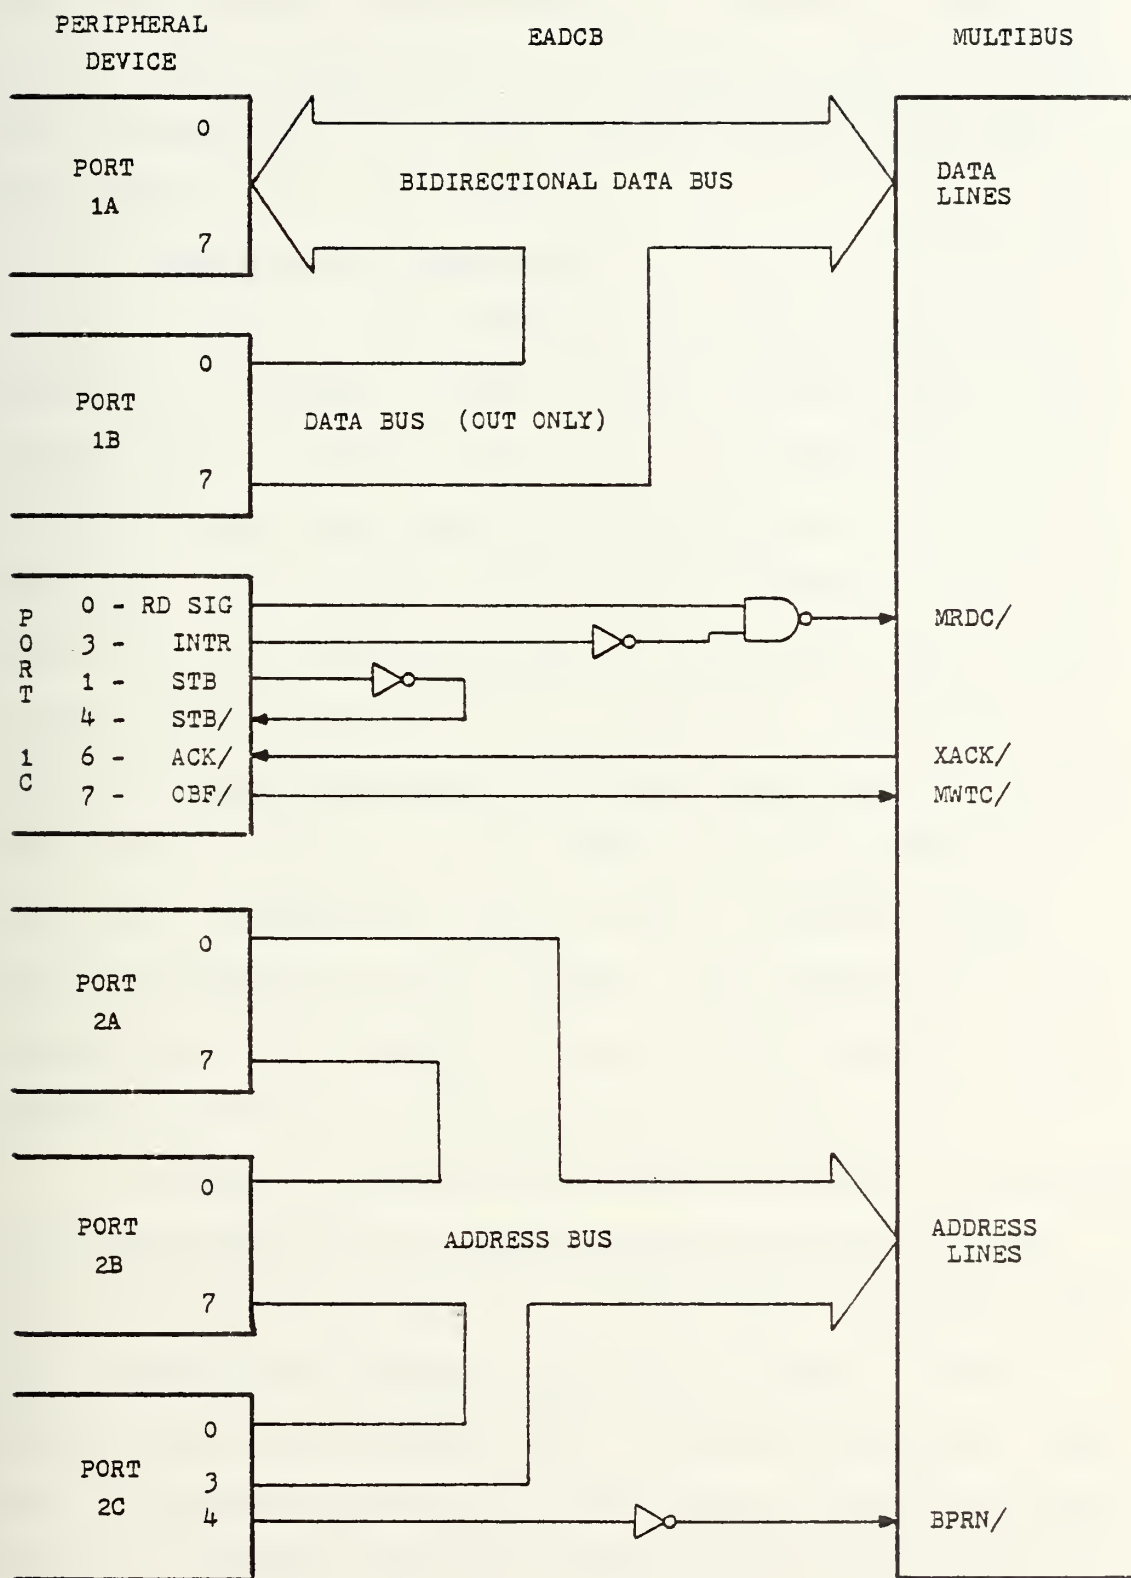 PERIPHERAL
DEVICE
EADCB
MULTIBUS
0
PORT
1A
7
BIDIRECTIONAL DATA BUS
DATA
LINES
0
PORT
1B
7
DATA BUS (OUT ONLY)
PORT
1C
0 - RD SIG
3 - INTR
1 - STB
4 - STB/
6 - ACK/
7 - OBF/
MRDC/
XACK/
MWTC/
0
PORT
2A
7
0
PORT
2B
7
ADDRESS BUS
ADDRESS
LINES
0
PORT
3
2C
4
BPRN/